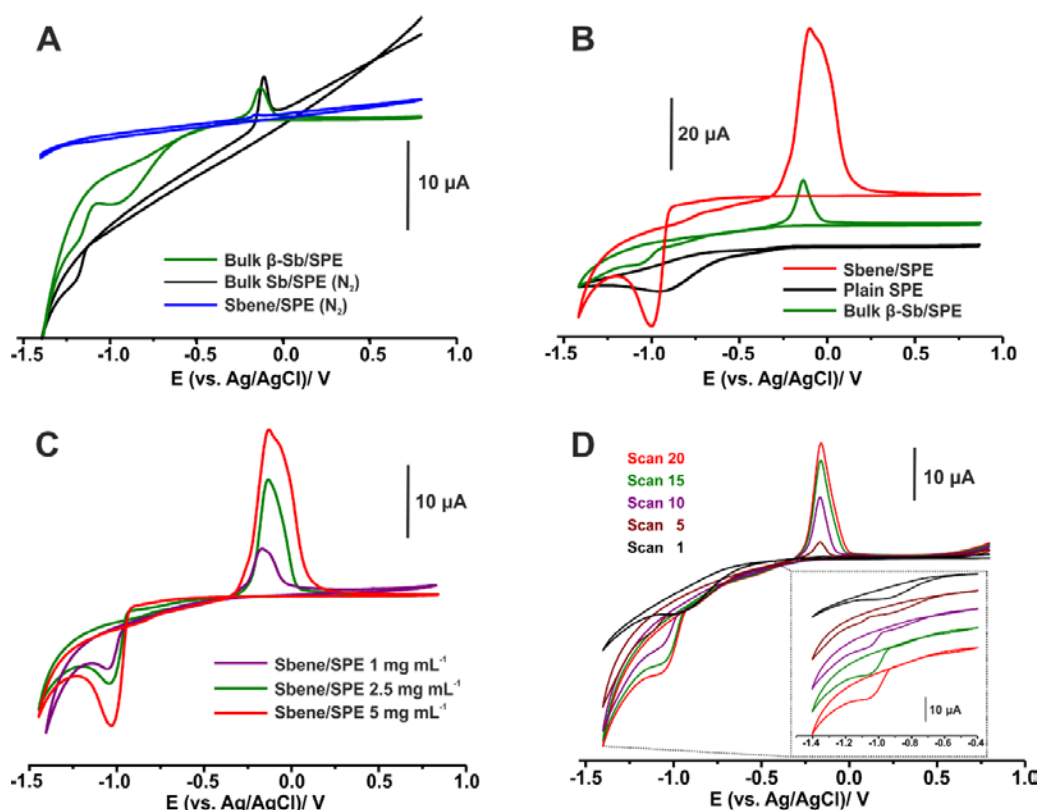 A
10 µA
Bulk β-Sb/SPE
Bulk Sb/SPE (N₂)
Sbene/SPE (N₂)
-1.5 -1.0 -0.5 0.0 0.5 1.0
E (vs. Ag/AgCl)/ V
B
20 µA
Sbene/SPE
Plain SPE
Bulk β-Sb/SPE
-1.5 -1.0 -0.5 0.0 0.5 1.0
E (vs. Ag/AgCl)/ V
C
10 µA
Sbene/SPE 1 mg mL⁻¹
Sbene/SPE 2.5 mg mL⁻¹
Sbene/SPE 5 mg mL⁻¹
-1.5 -1.0 -0.5 0.0 0.5 1.0
E (vs. Ag/AgCl)/ V
D
Scan 20
Scan 15
Scan 10
Scan 5
Scan 1
10 µA
10 µA
-1.4 -1.2 -1.0 -0.8 -0.6 -0.4
-1.5 -1.0 -0.5 0.0 0.5 1.0
E (vs. Ag/AgCl)/ V